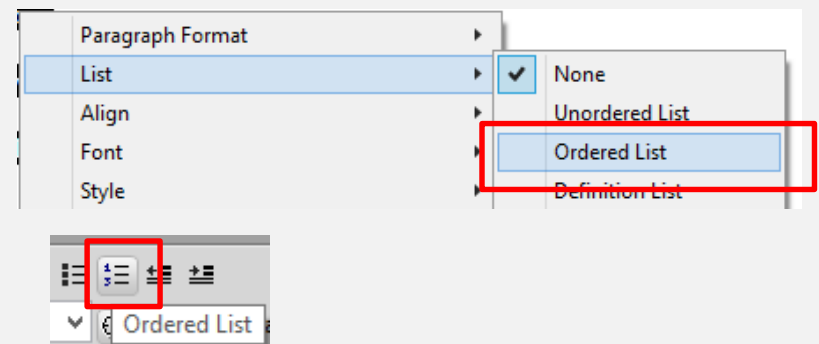 Paragraph Format
List
None
Align
Unordered List
Font
Ordered List
Style
Definition List
Ordered List